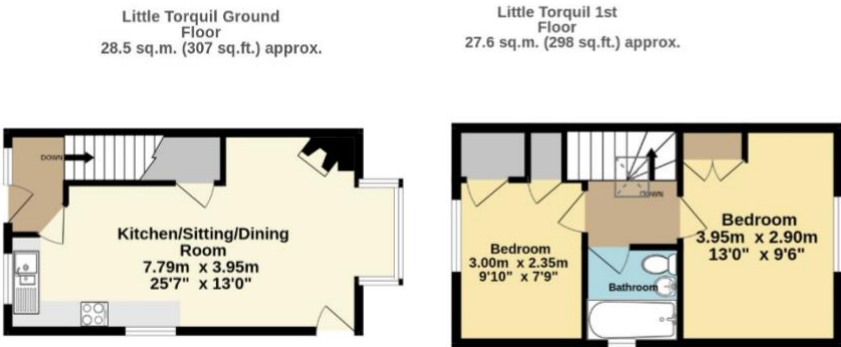 Little Torquil Ground
Floor
28.5 sq.m. (307 sq.ft.) approx.
Little Torquil 1st
Floor
27.6 sq.m. (298 sq.ft.) approx.
DOWN
Kitchen/Sitting/Dining
Room
7.79m x 3.95m
25'7" x 13'0"
DOWN
Bedroom
3.00m x 2.35m
9'10" x 7'9"
Bathroom
Bedroom
3.95m x 2.90m
13'0" x 9'6"